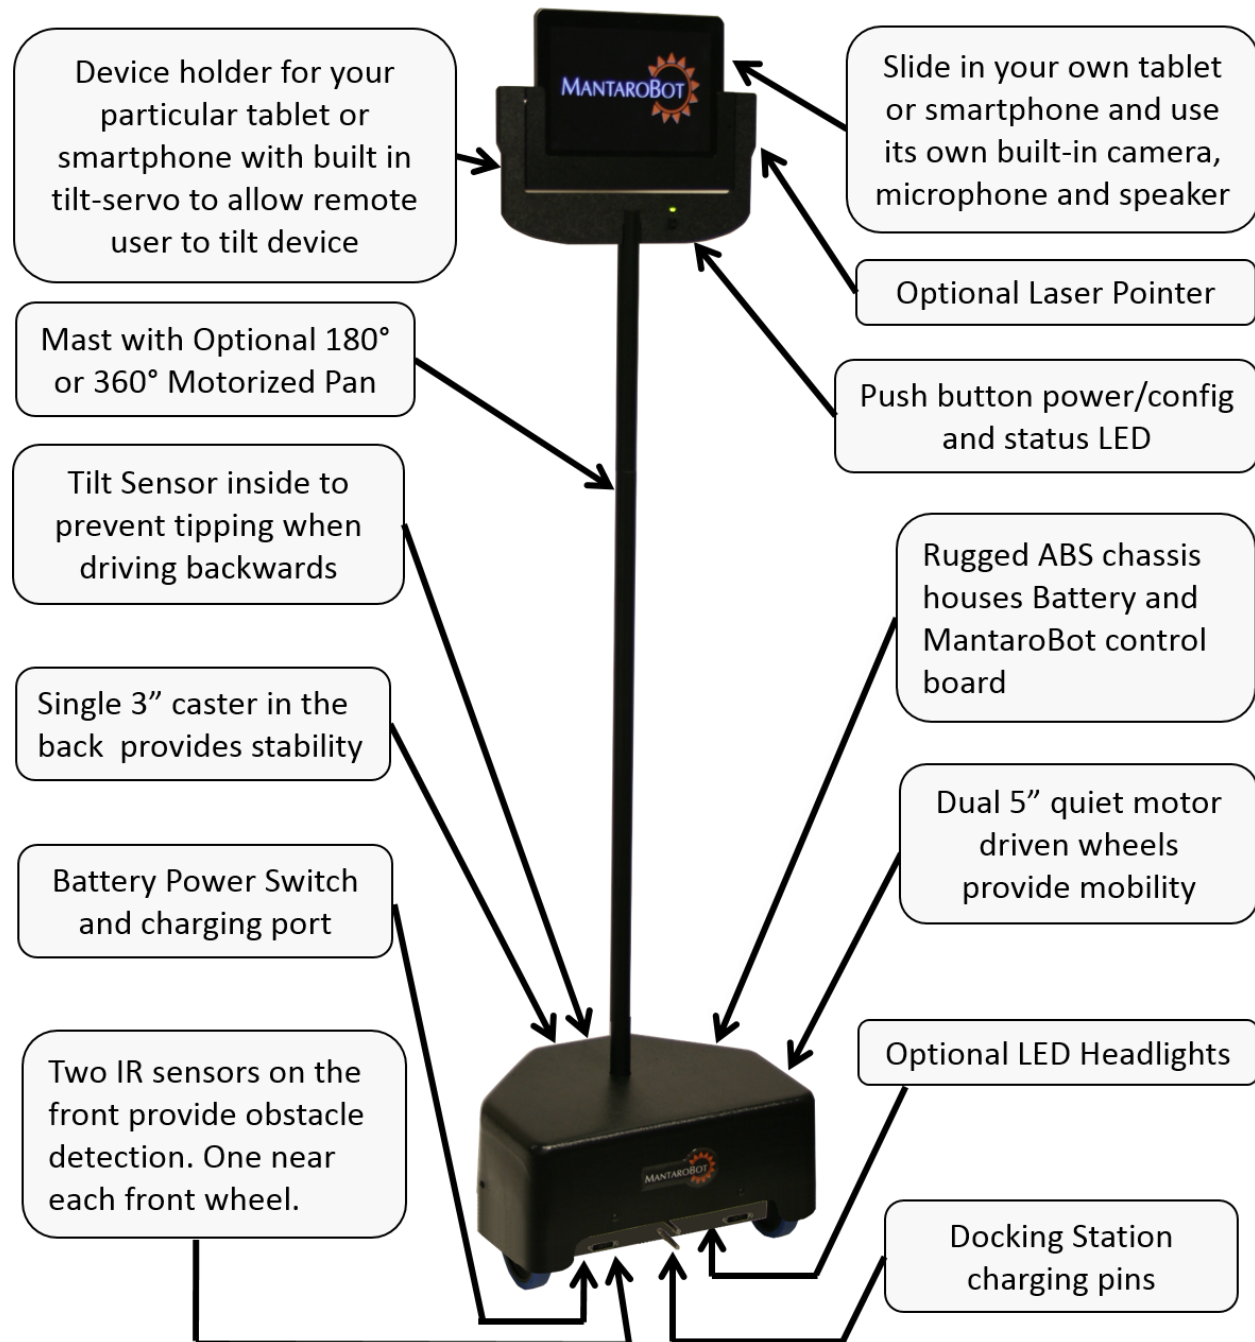 Device holder for your
particular tablet or
smartphone with built in
tilt-servo to allow remote
user to tilt device
MANTAROBOT
Slide in your own tablet
or smartphone and use
its own built-in camera,
microphone and speaker
Optional Laser Pointer
Mast with Optional 180°
or 360° Motorized Pan
Push button power/config
and status LED
Tilt Sensor inside to
prevent tipping when
driving backwards
Rugged ABS chassis
houses Battery and
MantaroBot control
board
Single 3” caster in the
back provides stability
Dual 5” quiet motor
driven wheels
provide mobility
Battery Power Switch
and charging port
Optional LED Headlights
Two IR sensors on the
front provide obstacle
detection. One near
each front wheel.
MANTAROBOT
Docking Station
charging pins